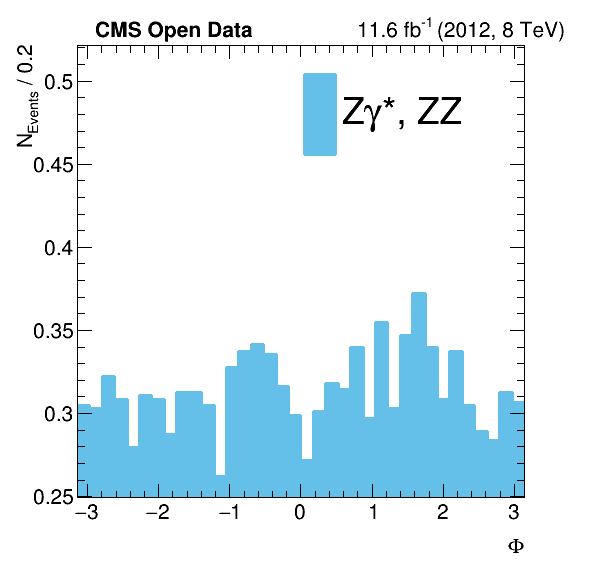 CMS Open Data 11.6 fb⁻¹ (2012, 8 TeV)
N_Events / 0.2
Zγ*, ZZ
0.5
0.45
0.4
0.35
0.3
0.25
−3 −2 −1 0 1 2 3
Φ